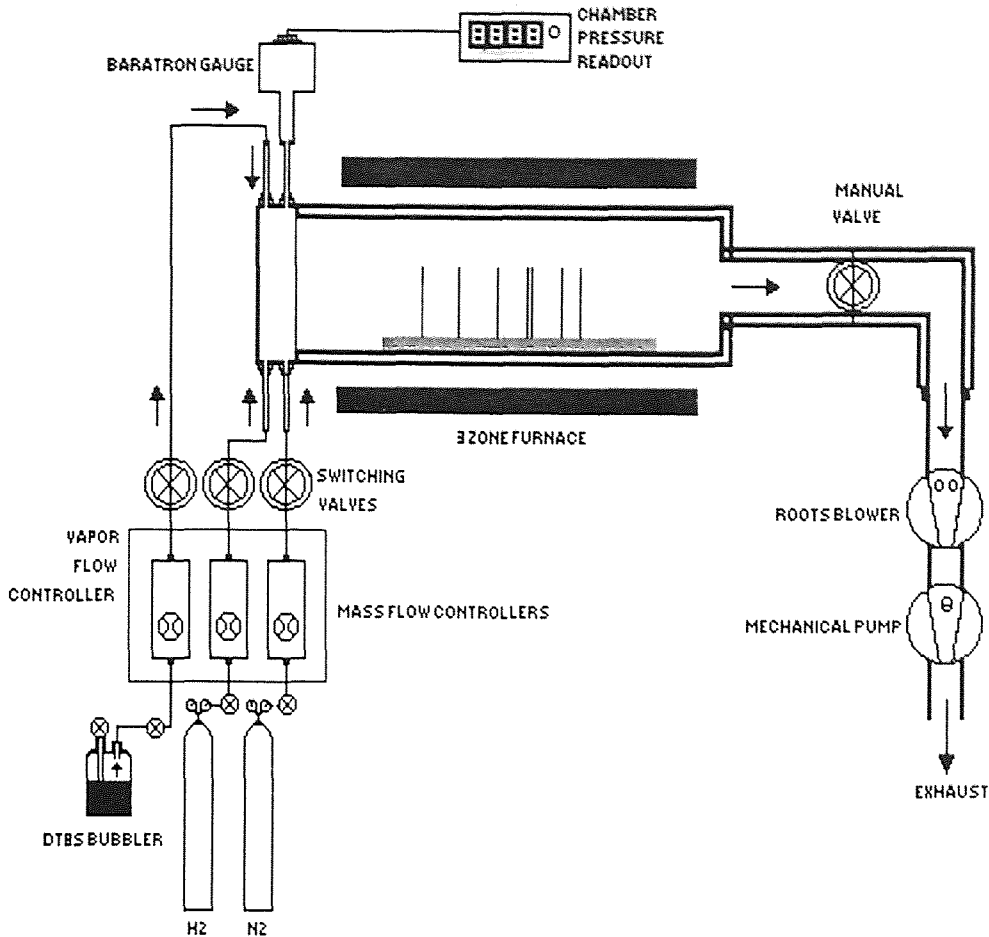 CHAMBER
PRESSURE
READOUT
BARATRON GAUGE
MANUAL
VALVE
3 ZONE FURNACE
SWITCHING
VALVES
VAPOR
FLOW
CONTROLLER
MASS FLOW CONTROLLERS
ROOTS BLOWER
MECHANICAL PUMP
DTBS BUBBLER
EXHAUST
H2
N2